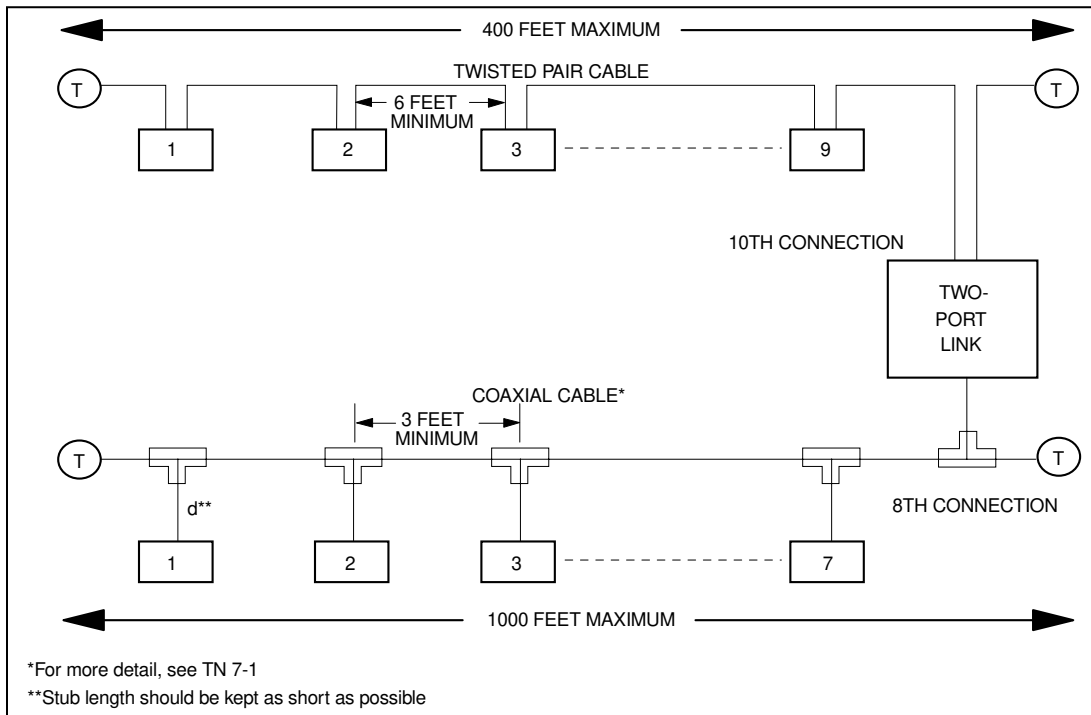 400 FEET MAXIMUM
TWISTED PAIR CABLE
T
T
6 FEET
MINIMUM
1
2
3
9
10TH CONNECTION
TWO-
PORT
LINK
COAXIAL CABLE*
3 FEET
MINIMUM
T
T
d**
8TH CONNECTION
1
2
3
7
1000 FEET MAXIMUM
*For more detail, see TN 7-1
**Stub length should be kept as short as possible